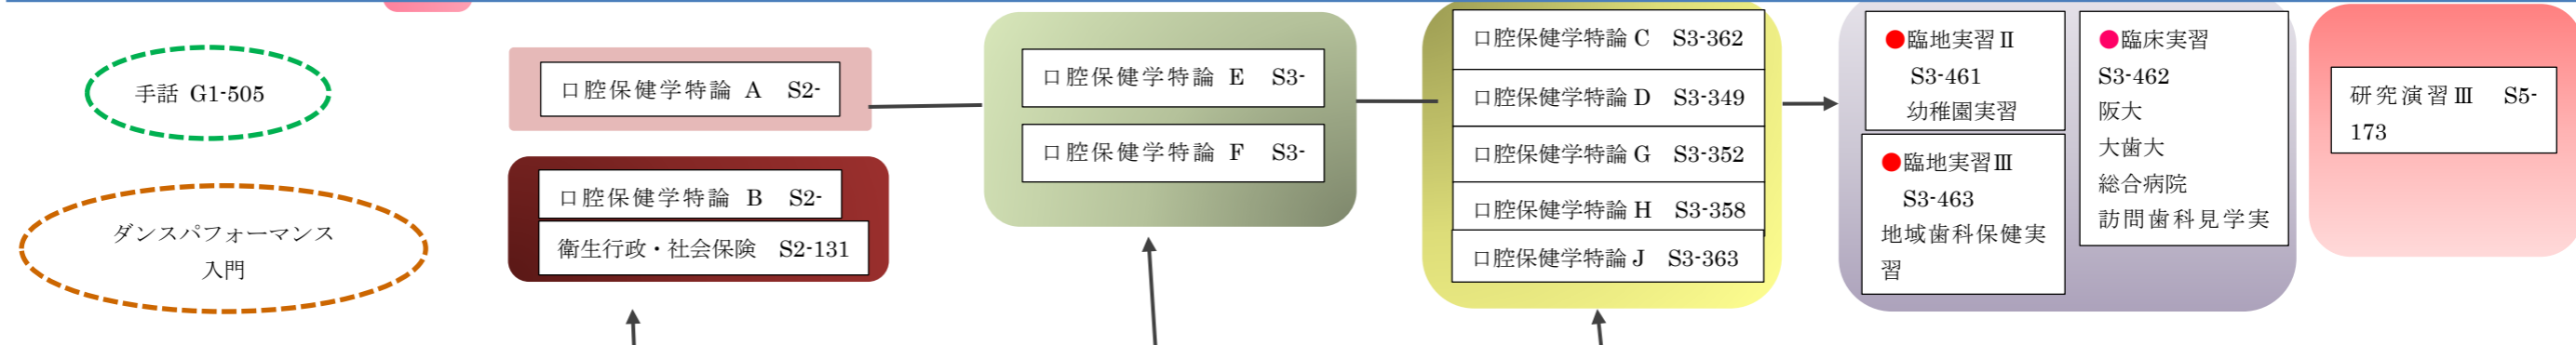 手話 G1-505
ダンスパフォーマンス
入門
口腔保健学特論 A S2-
口腔保健学特論 B S2-
衛生行政・社会保険 S2-131
口腔保健学特論 E S3-
口腔保健学特論 F S3-
口腔保健学特論 C S3-362
口腔保健学特論 D S3-349
口腔保健学特論 G S3-352
口腔保健学特論 H S3-358
口腔保健学特論 J S3-363
●臨地実習Ⅱ
S3-461
幼稚園実習
●臨地実習Ⅲ
S3-463
地域歯科保健実
習
●臨床実習
S3-462
阪大
大歯大
総合病院
訪問歯科見学実
研究演習Ⅲ S5-
173